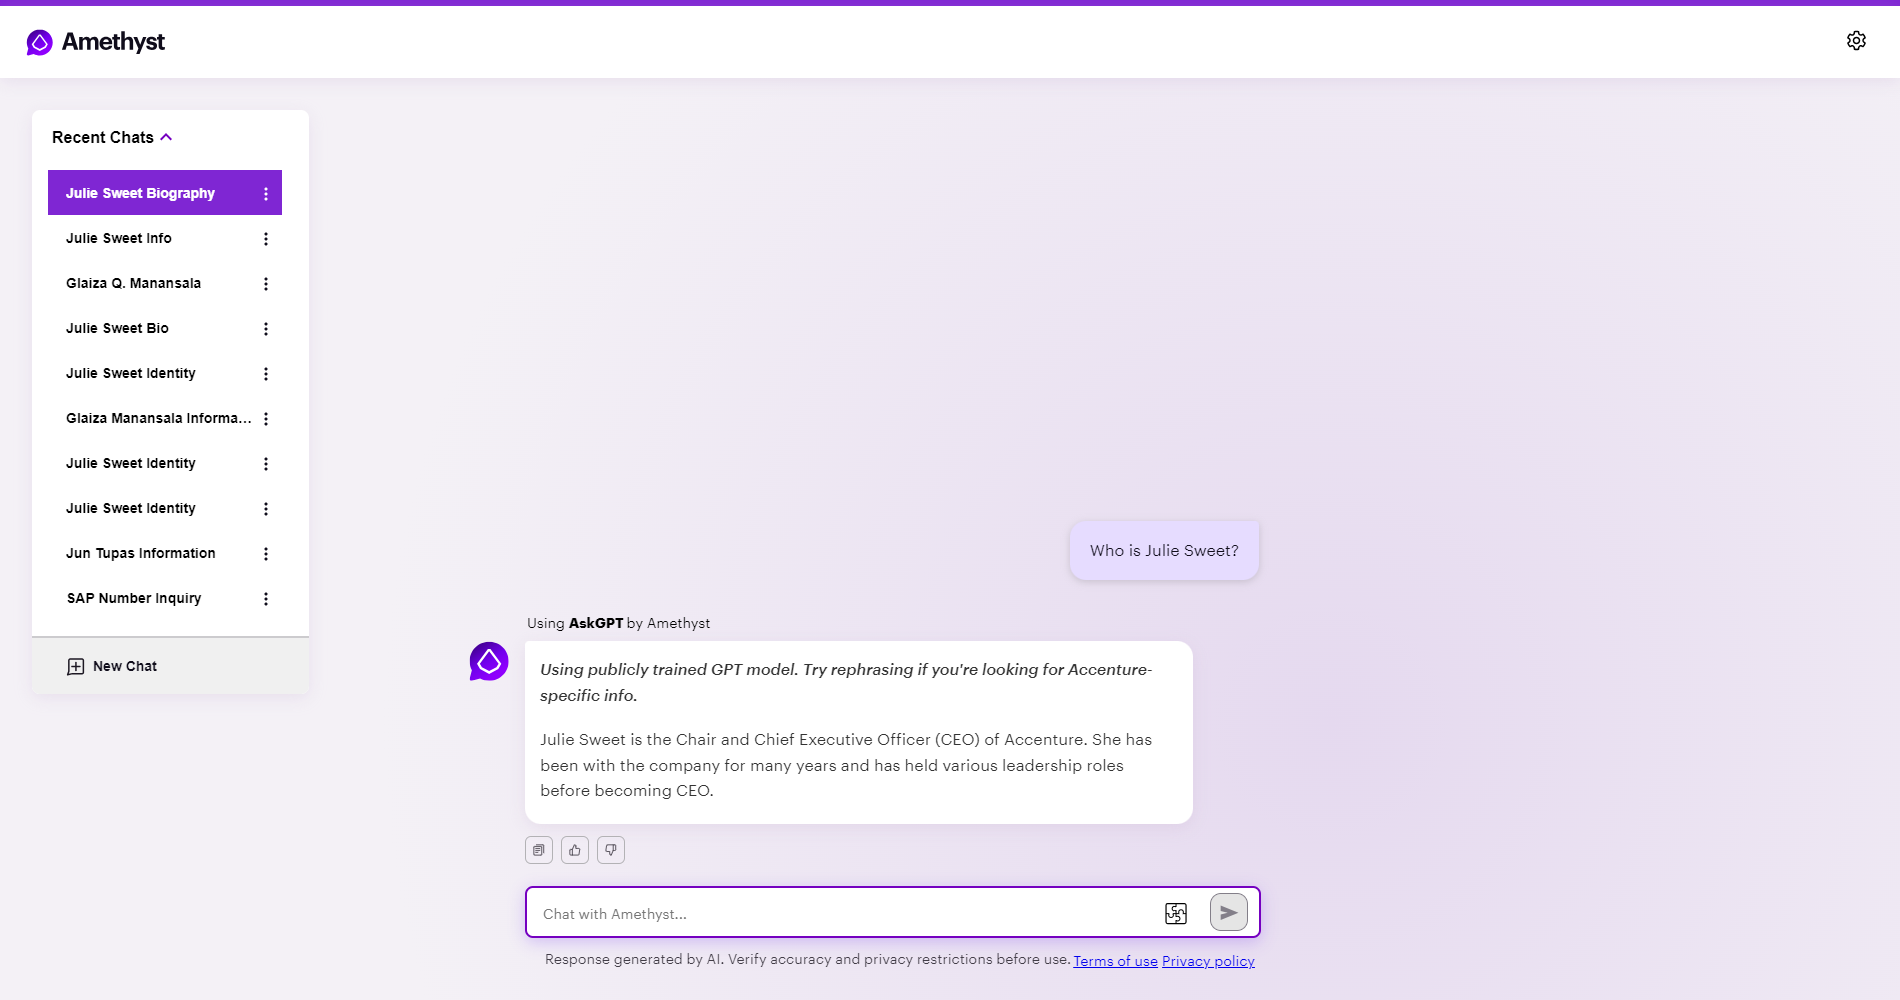 Amethyst
Recent Chats
Julie Sweet Biography
Julie Sweet Info
Glaiza Q. Manansala
Julie Sweet Bio
Julie Sweet Identity
Glaiza Manansala Informa...
Julie Sweet Identity
Julie Sweet Identity
Jun Tupas Information
SAP Number Inquiry
New Chat
Who is Julie Sweet?
Using AskGPT by Amethyst
Using publicly trained GPT model. Try rephrasing if you're looking for Accenture-
specific info.
Julie Sweet is the Chair and Chief Executive Officer (CEO) of Accenture. She has
been with the company for many years and has held various leadership roles
before becoming CEO.
Chat with Amethyst...
Response generated by AI. Verify accuracy and privacy restrictions before use. Terms of use Privacy policy